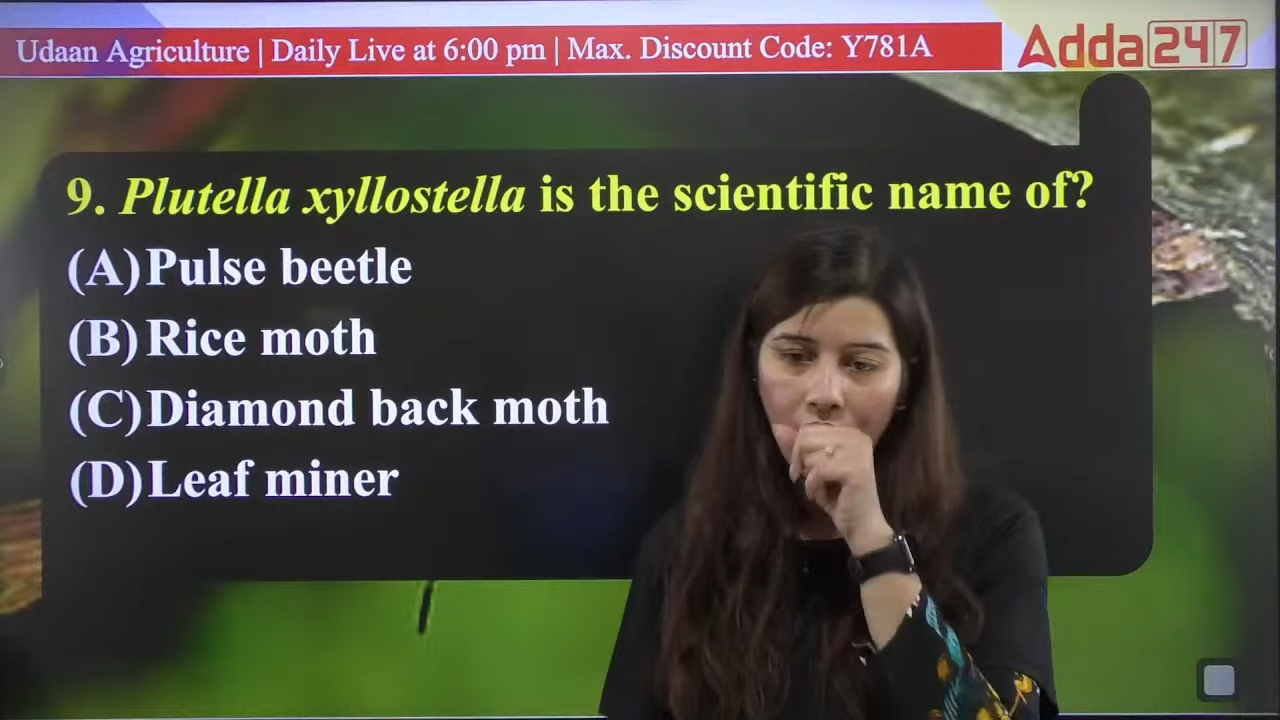 Udaan Agriculture | Daily Live at 6:00 pm | Max. Discount Code: Y781A
Adda247
9. Plutella xyllostella is the scientific name of?
(A) Pulse beetle
(B) Rice moth
(C) Diamond back moth
(D) Leaf miner